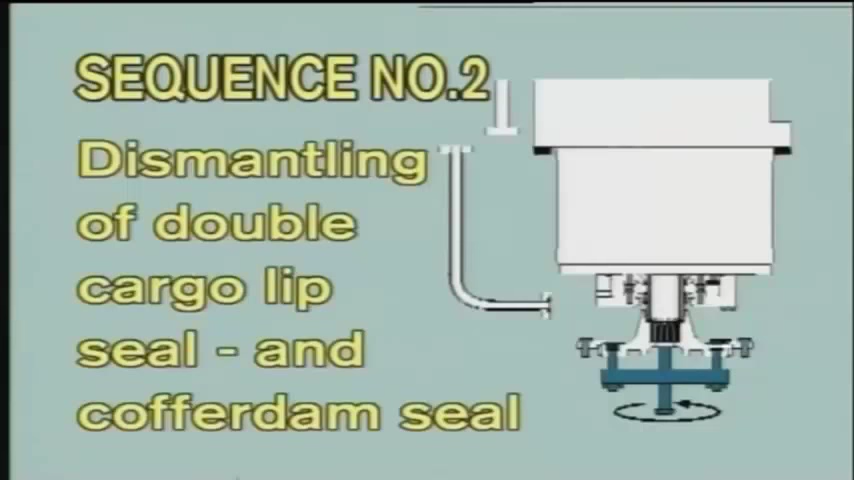 SEQUENCE NO.2
Dismantling
of double
cargo lip
seal - and
cofferdam seal